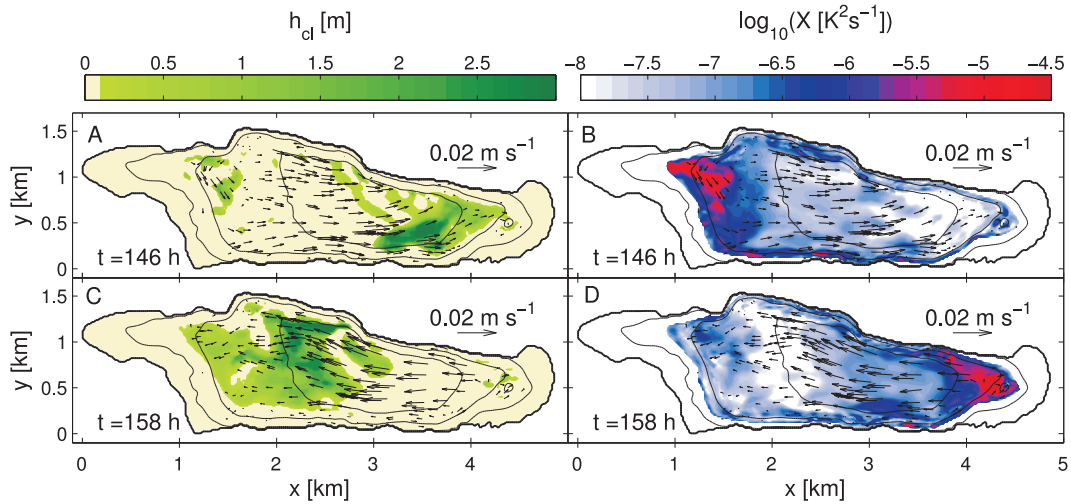 h_cl [m]
log_10(X [K^2s^−1])
0 0.5 1 1.5 2 2.5
−8 −7.5 −7 −6.5 −6 −5.5 −5 −4.5
A
0.02 m s^−1
t =146 h
1.5
1
0.5
0
y [km]
B
0.02 m s^−1
t =146 h
C
0.02 m s^−1
t =158 h
1.5
1
0.5
0
y [km]
D
0.02 m s^−1
t =158 h
0 1 2 3 4
1 2 3 4 5
x [km]
x [km]